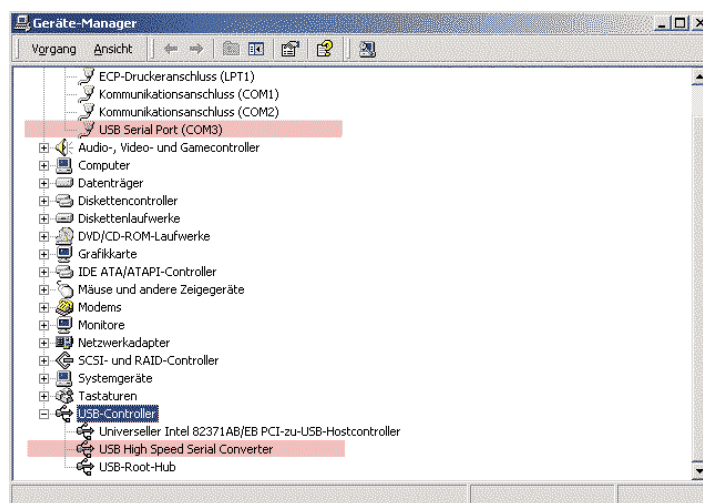 Geräte-Manager
Vorgang Ansicht
ECP-Druckeranschluss (LPT1)
Kommunikationsanschluss (COM1)
Kommunikationsanschluss (COM2)
USB Serial Port (COM3)
Audio-, Video- und Gamecontroller
Computer
Datenträger
Diskettencontroller
Diskettenlaufwerke
DVD/CD-ROM-Laufwerke
Grafikkarte
IDE ATA/ATAPI-Controller
Mäuse und andere Zeigegeräte
Modems
Monitore
Netzwerkadapter
SCSI- und RAID-Controller
Systemgeräte
Tastaturen
USB-Controller
Universeller Intel 82371AB/EB PCI-zu-USB-Hostcontroller
USB High Speed Serial Converter
USB-Root-Hub